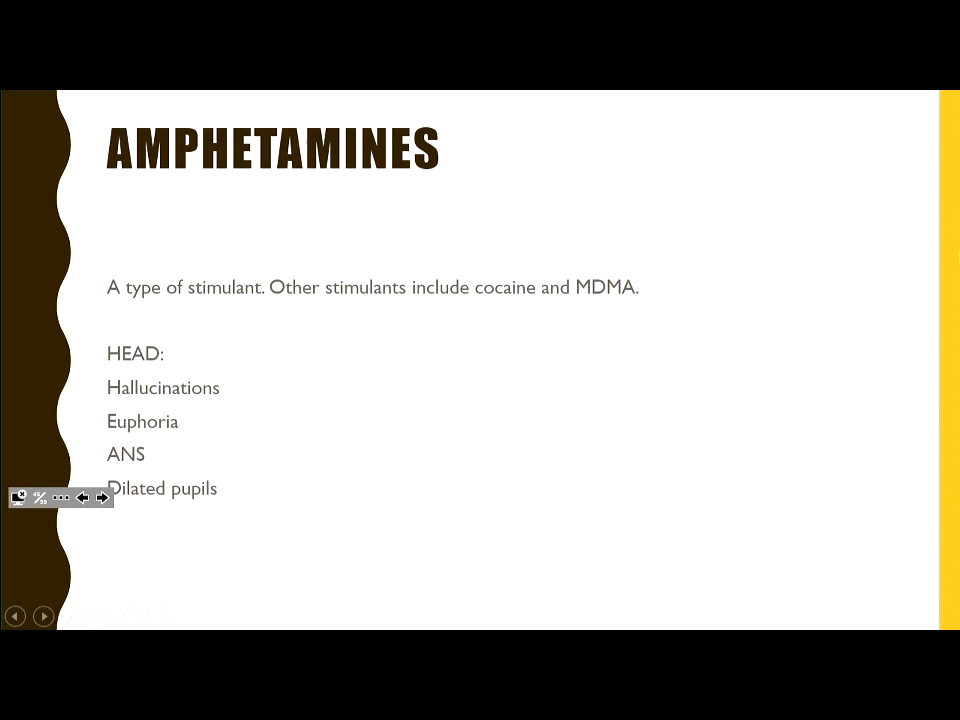 AMPHETAMINES
A type of stimulant. Other stimulants include cocaine and MDMA.
HEAD:
Hallucinations
Euphoria
ANS
Dilated pupils